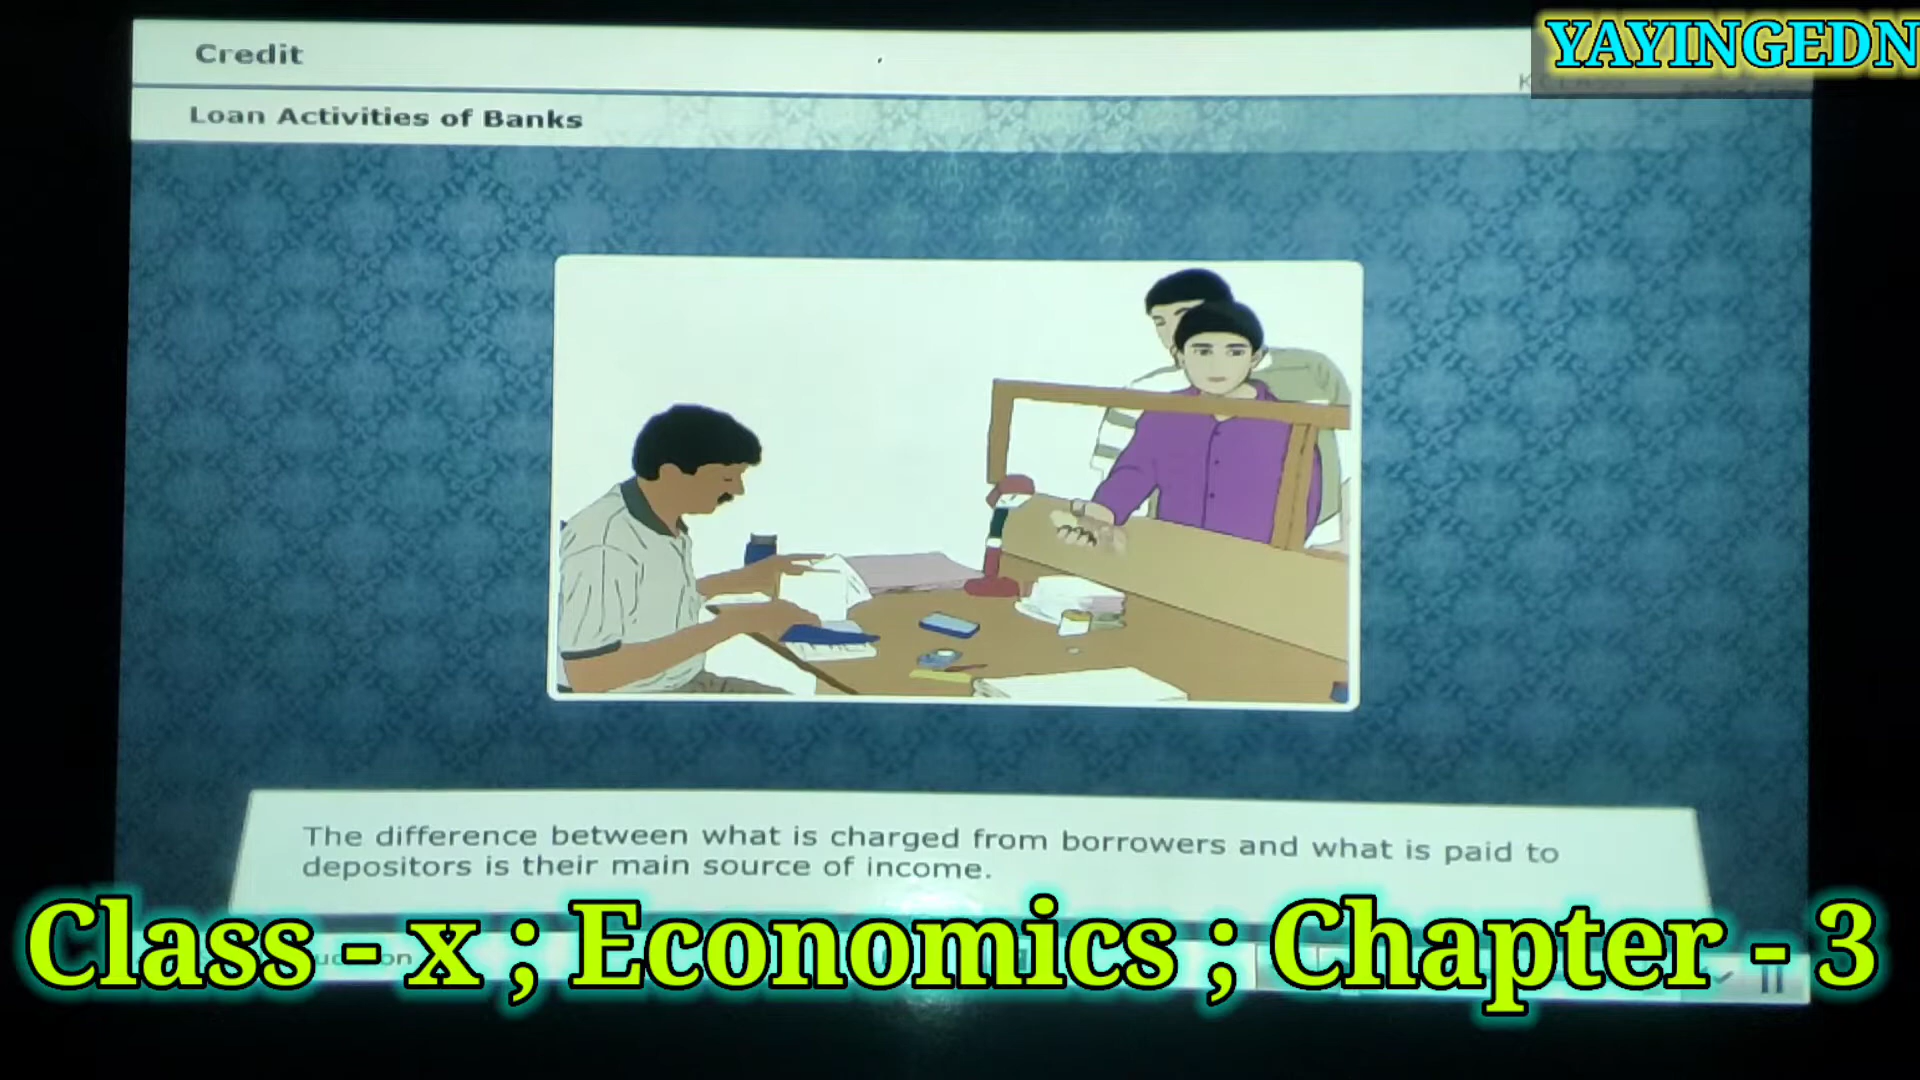 Credit
YAYINGEDN
Loan Activities of Banks
The difference between what is charged from borrowers and what is paid to
depositors is their main source of income.
Class - x ; Economics ; Chapter - 3